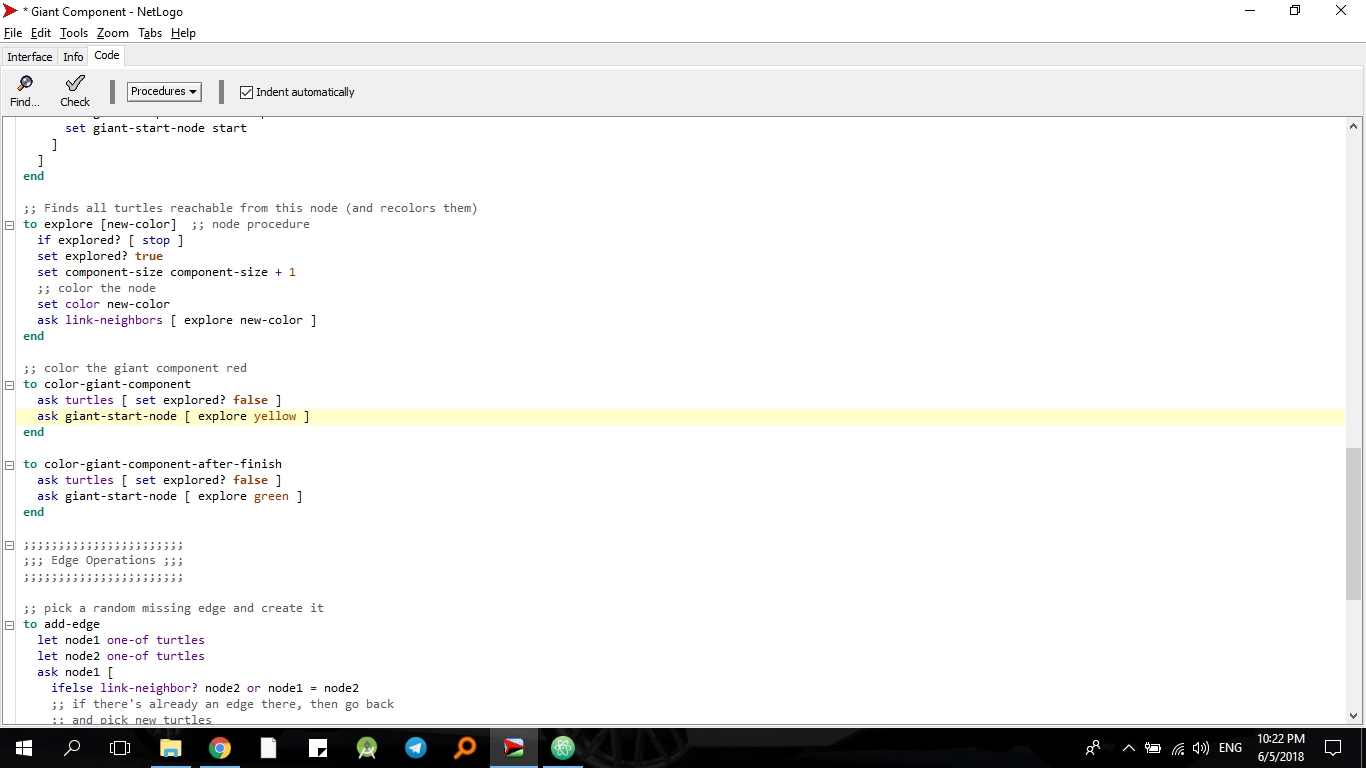 * Giant Component - NetLogo
File Edit Tools Zoom Tabs Help
Interface Info Code
Find... Check Procedures Indent automatically
set giant-start-node start
]
]
end
;; Finds all turtles reachable from this node (and recolors them)
to explore [new-color]  ;; node procedure
if explored? [ stop ]
set explored? true
set component-size component-size + 1
;; color the node
set color new-color
ask link-neighbors [ explore new-color ]
end
;; color the giant component red
to color-giant-component
ask turtles [ set explored? false ]
ask giant-start-node [ explore yellow ]
end
to color-giant-component-after-finish
ask turtles [ set explored? false ]
ask giant-start-node [ explore green ]
end
;;;;;;;;;;;;;;;;;;;;;;;
;;; Edge Operations ;;;
;;;;;;;;;;;;;;;;;;;;;;;
;; pick a random missing edge and create it
to add-edge
let node1 one-of turtles
let node2 one-of turtles
ask node1 [
ifelse link-neighbor? node2 or node1 = node2
;; if there's already an edge there, then go back
;; and pick new turtles
ENG
10:22 PM
6/5/2018